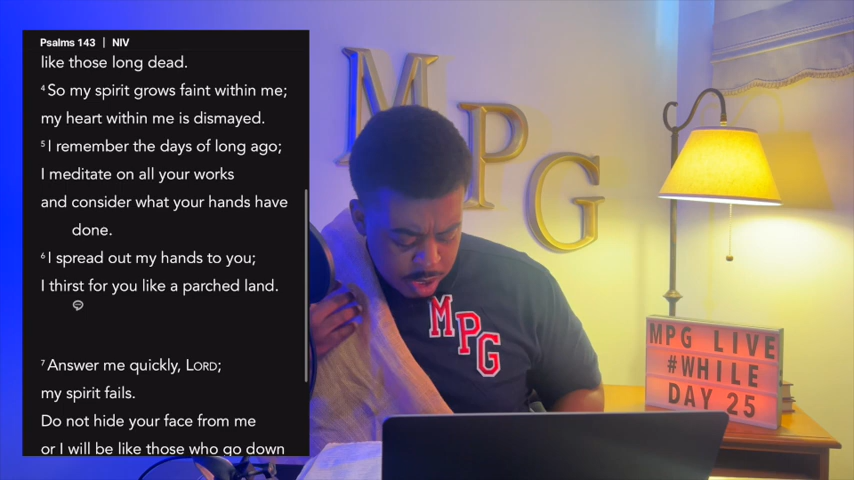 Psalms 143 | NIV
like those long dead.
4 So my spirit grows faint within me;
my heart within me is dismayed.
5 I remember the days of long ago;
I meditate on all your works
and consider what your hands have
done.
6 I spread out my hands to you;
I thirst for you like a parched land.
7 Answer me quickly, LORD;
my spirit fails.
Do not hide your face from me
or I will be like those who go down
MPG
MPG
MPG LIVE
#WHILE
DAY 25